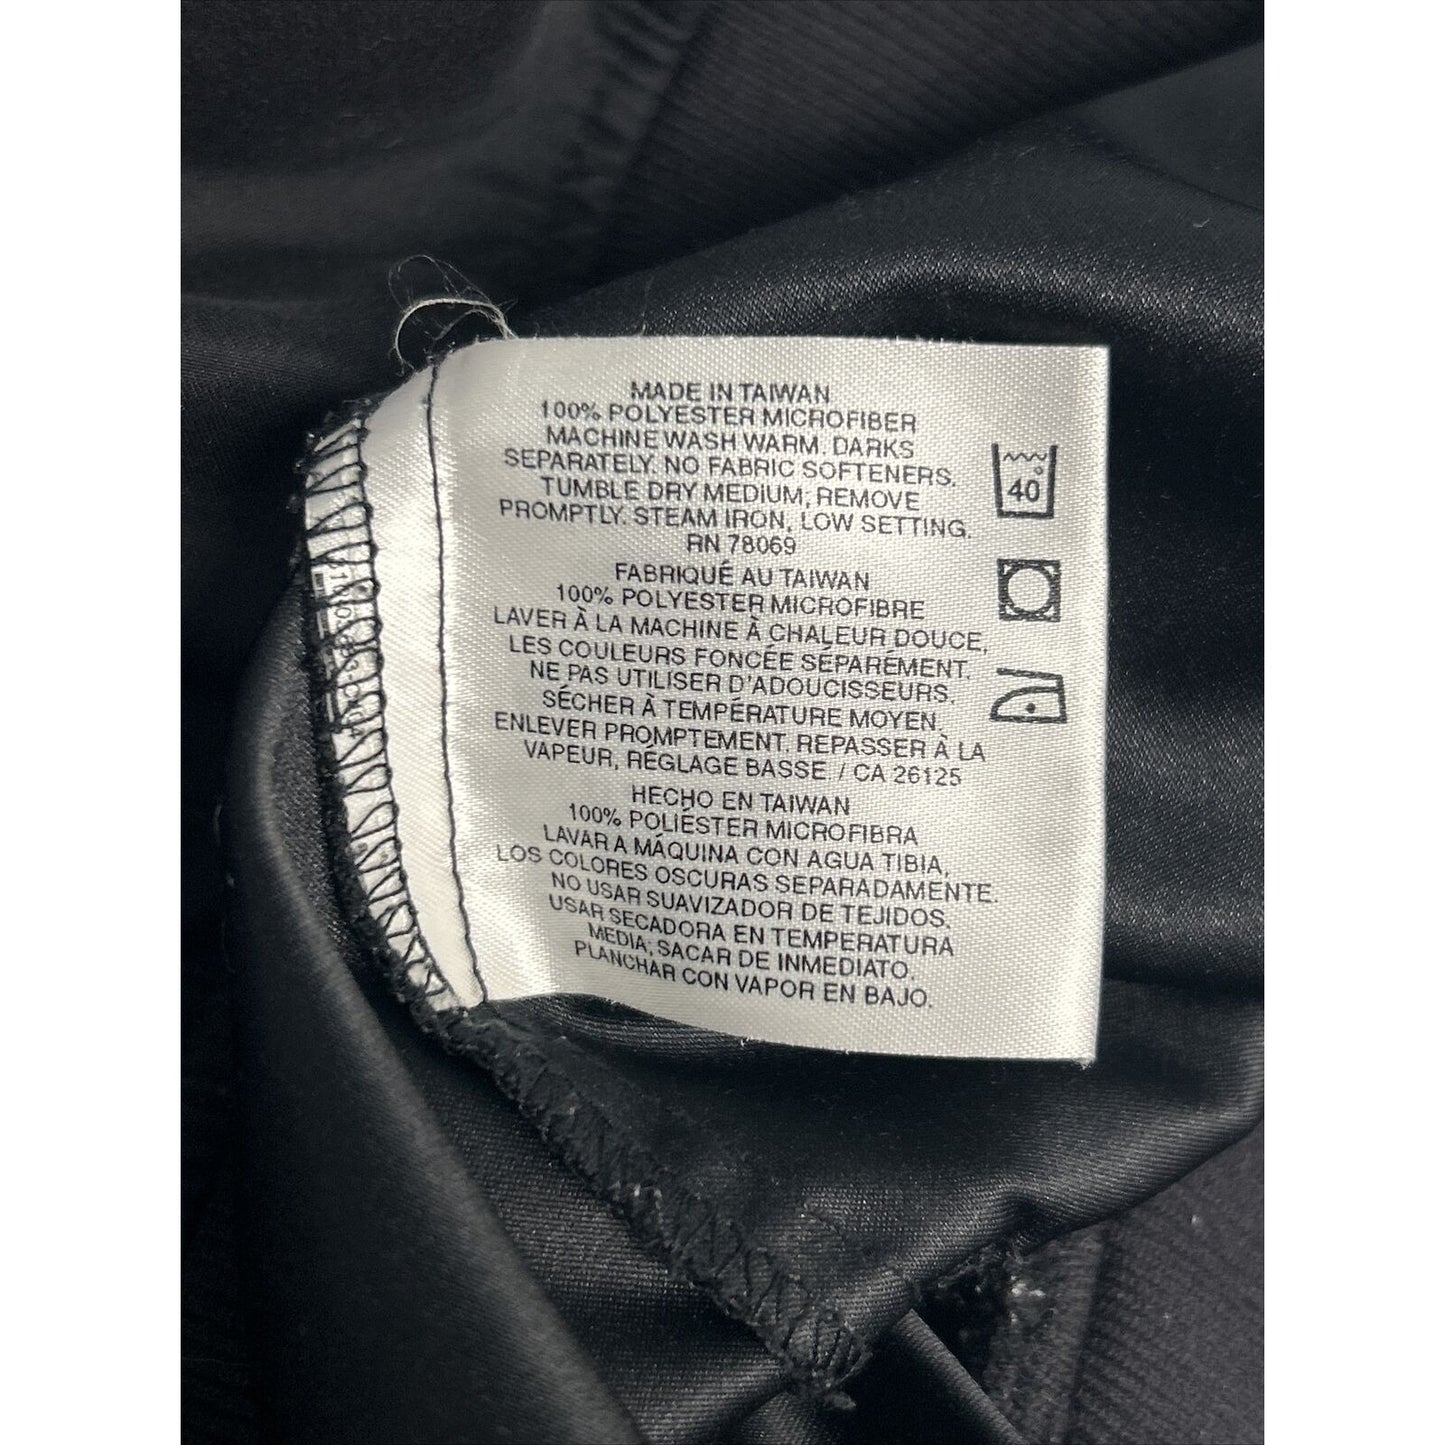 MADE IN TAIWAN
100% POLYESTER MICROFIBER
MACHINE WASH WARM. DARKS
SEPARATELY. NO FABRIC SOFTENERS.
TUMBLE DRY MEDIUM; REMOVE
PROMPTLY. STEAM IRON, LOW SETTING.
RN 78069
FABRIQUÉ AU TAIWAN
100% POLYESTER MICROFIBRE
LAVER À LA MACHINE À CHALEUR DOUCE,
LES COULEURS FONCÉE SÉPARÉMENT.
NE PAS UTILISER D'ADOUCISSEURS.
SÉCHER À TEMPÉRATURE MOYEN.
ENLEVER PROMPTEMENT. REPASSER À LA
VAPEUR, RÉGLAGE BASSE. / CA 26125
HECHO EN TAIWAN
100% POLIÉSTER MICROFIBRA
LAVAR A MÁQUINA CON AGUA TIBIA,
LOS COLORES OSCURAS SEPARADAMENTE.
NO USAR SUAVIZADOR DE TEJIDOS.
USAR SECADORA EN TEMPERATURA
MEDIA; SACAR DE INMEDIATO.
PLANCHAR CON VAPOR EN BAJO.
40°